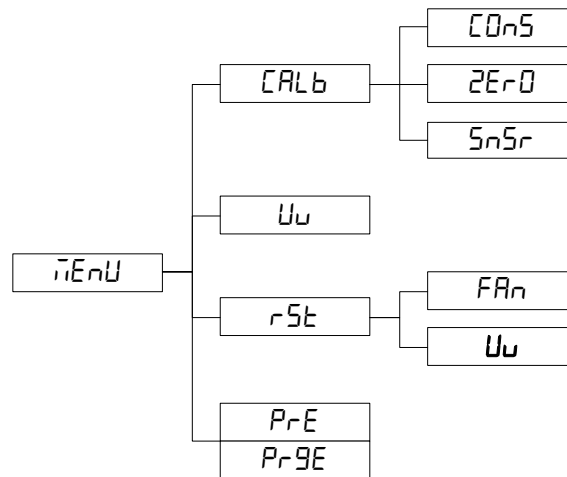 MEnU
CALb
COnS
ZErO
SnSr
Uu
rSt
FAn
Uu
PrE
PrgE